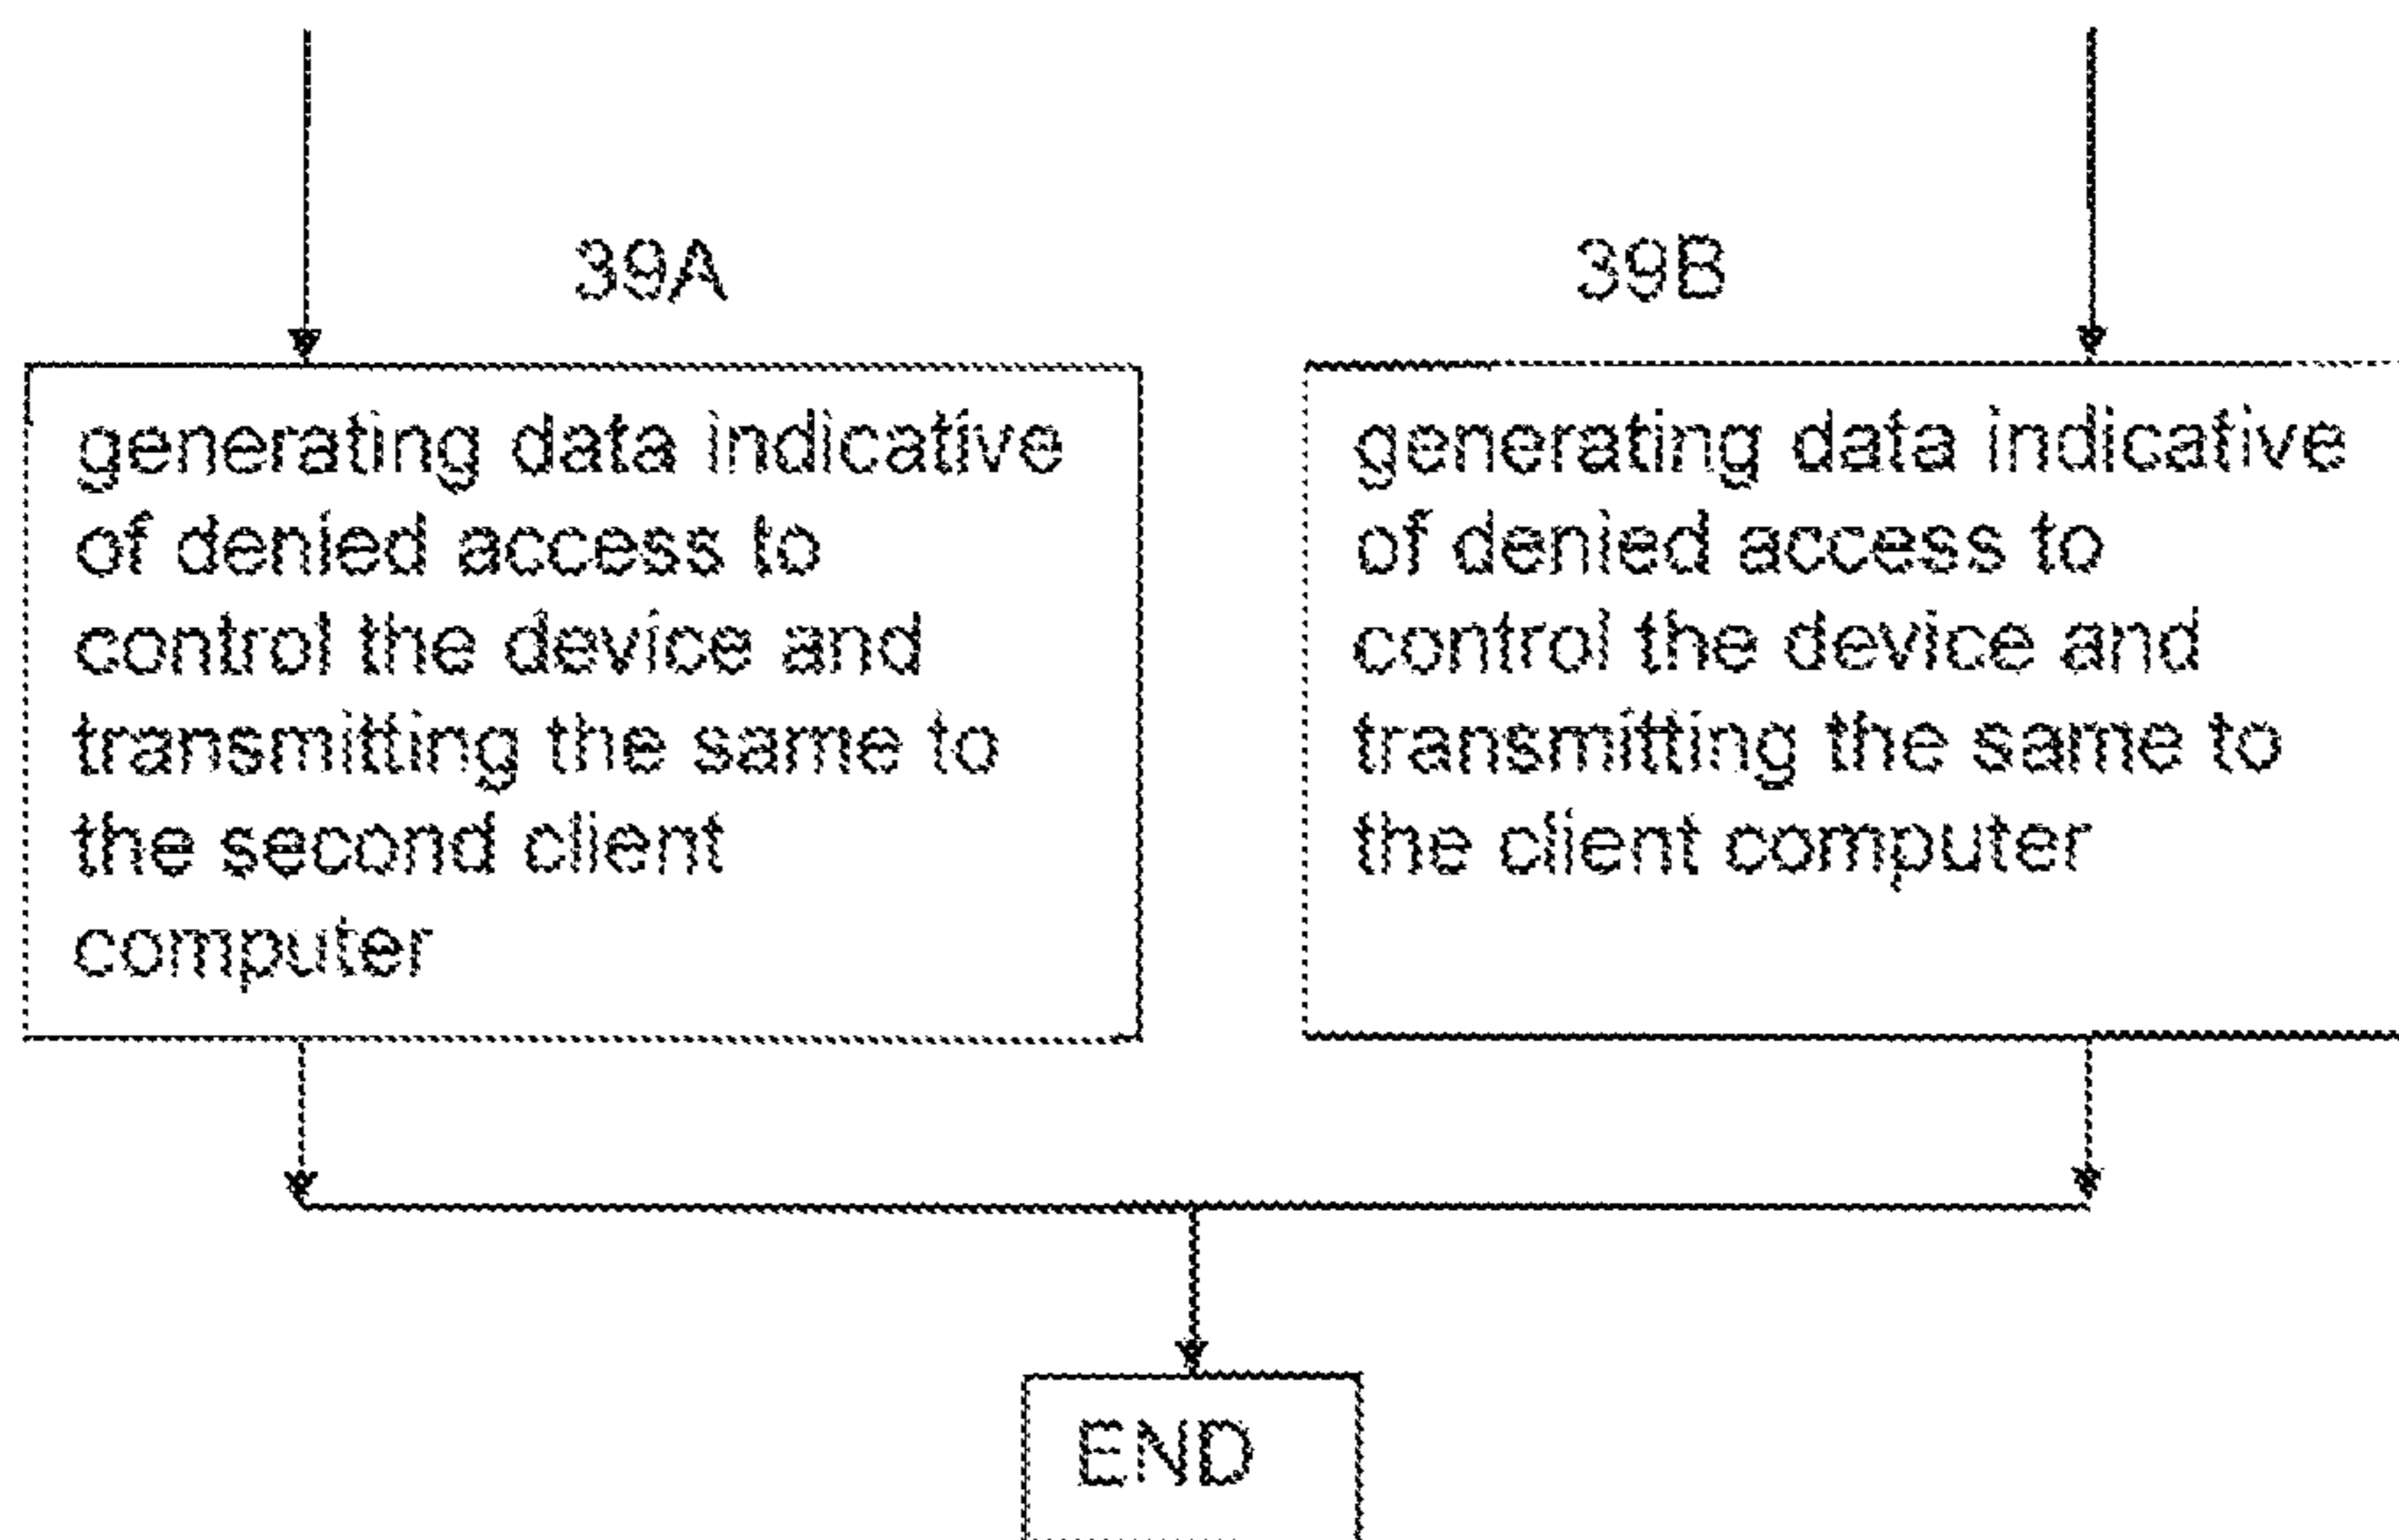 39A
generating data indicative
of denied access to
control the device and
transmitting the same to
the second client
computer
39B
generating data indicative
of denied access to
control the device and
transmitting the same to
the client computer
END